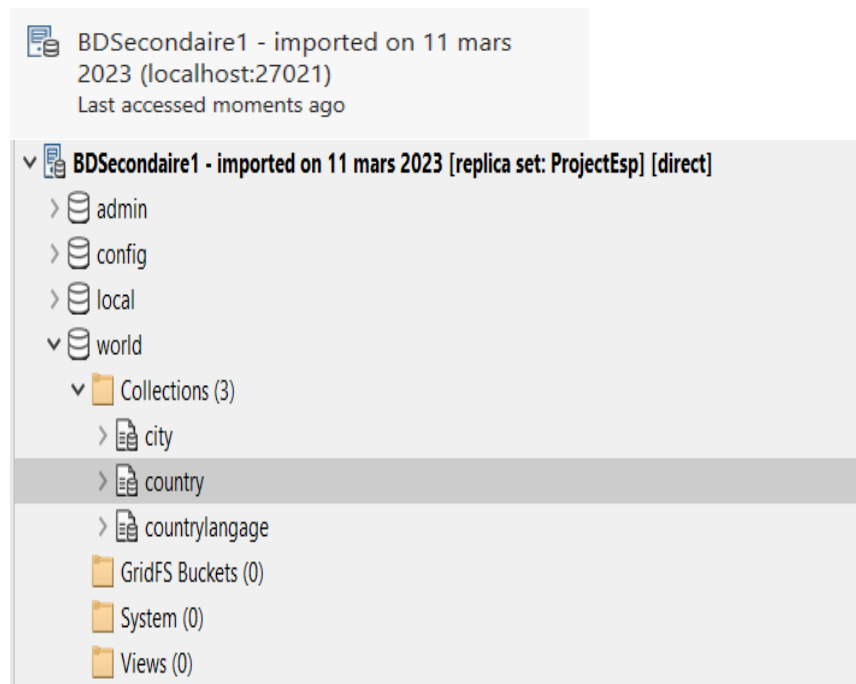 BDSecondaire1 - imported on 11 mars
2023 (localhost:27021)
Last accessed moments ago
BDSecondaire1 - imported on 11 mars 2023 [replica set: ProjectEsp] [direct]
admin
config
local
world
Collections (3)
city
country
countrylangage
GridFS Buckets (0)
System (0)
Views (0)